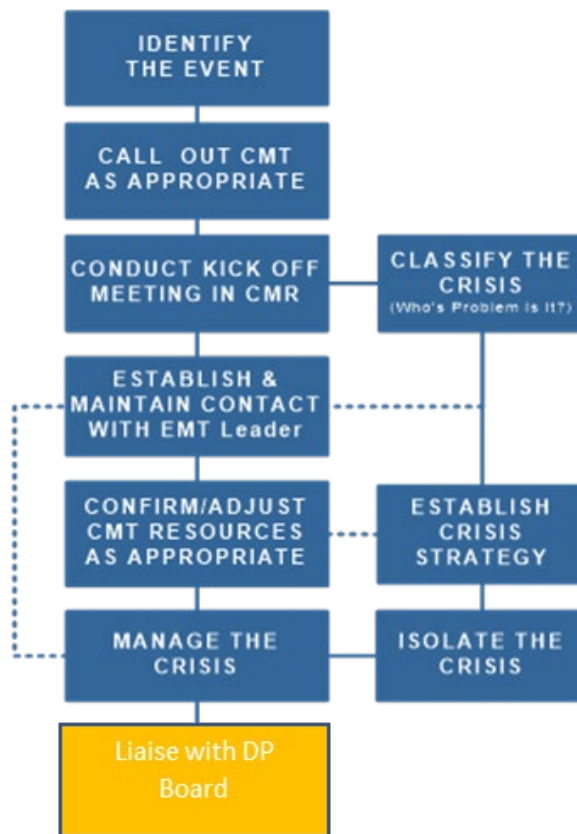 IDENTIFY
THE EVENT
CALL OUT CMT
AS APPROPRIATE
CONDUCT KICK OFF
MEETING IN CMR
CLASSIFY THE
CRISIS
(Who's Problem Is It?)
ESTABLISH &
MAINTAIN CONTACT
WITH EMT Leader
CONFIRM/ADJUST
CMT RESOURCES
AS APPROPRIATE
ESTABLISH
CRISIS
STRATEGY
MANAGE THE
CRISIS
ISOLATE THE
CRISIS
Liaise with DP
Board